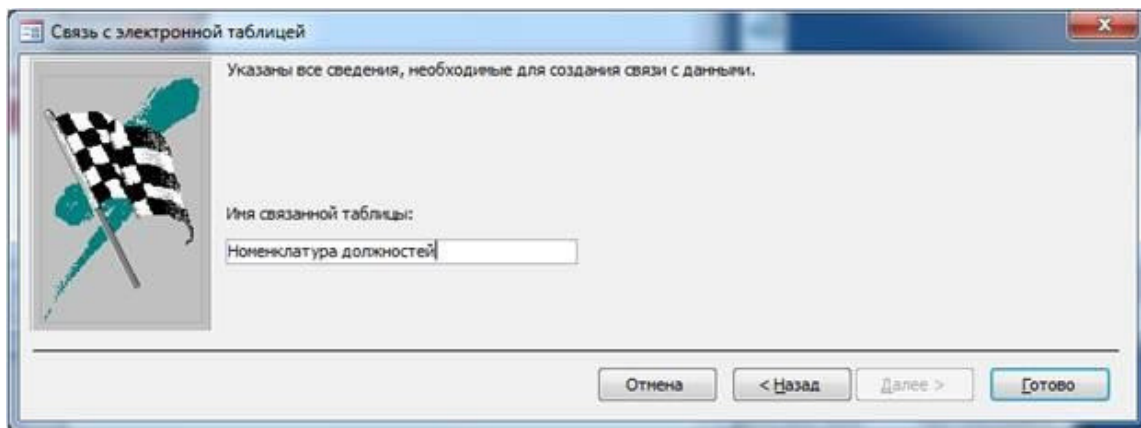 Связь с электронной таблицей
Указаны все сведения, необходимые для создания связи с данными.
Имя связанной таблицы:
Номенклатура должностей
Отмена
< Назад
Далее >
Готово